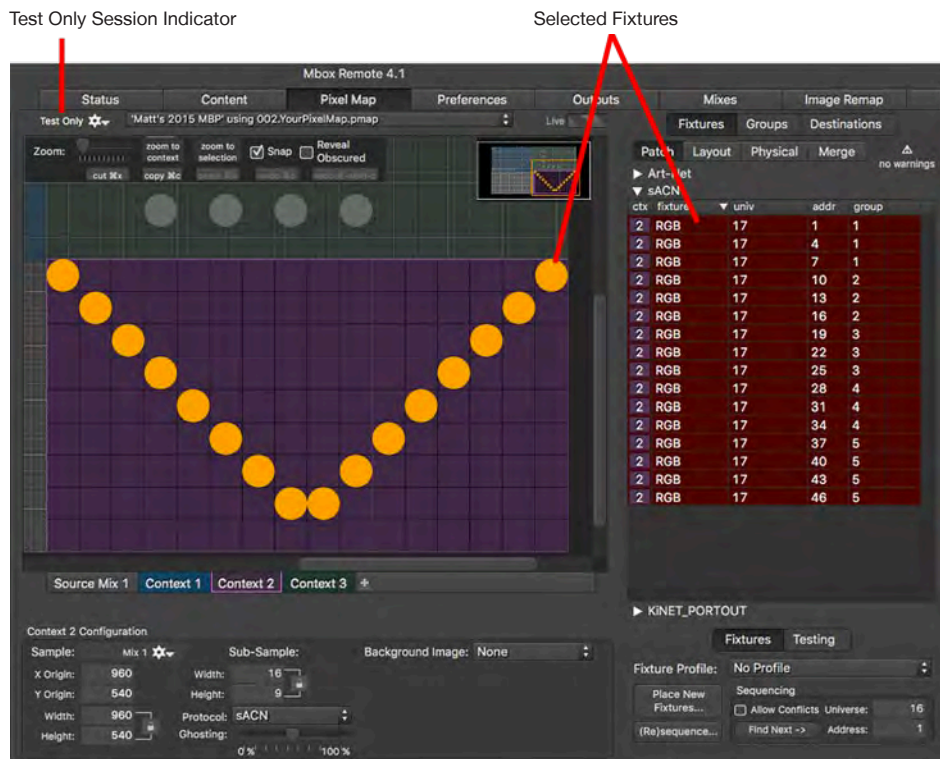 Test Only Session Indicator
Selected Fixtures
Mbox Remote 4.1
Status Content Pixel Map Preferences Outputs Mixes Image Remap
Test Only 'Matt's 2015 MBP' using 002.YourPixelMap.pmap Live
Fixtures Groups Destinations
Zoom: zoom to context zoom to selection Snap Reveal Obscured
cut ⌘x copy ⌘c
Patch Layout Physical Merge no warnings
Art-Net
sACN
ctx fixture univ addr group
2 RGB 17 1 1
2 RGB 17 4 1
2 RGB 17 7 1
2 RGB 17 10 2
2 RGB 17 13 2
2 RGB 17 16 2
2 RGB 17 19 3
2 RGB 17 22 3
2 RGB 17 25 3
2 RGB 17 28 4
2 RGB 17 31 4
2 RGB 17 34 4
2 RGB 17 37 5
2 RGB 17 40 5
2 RGB 17 43 5
2 RGB 17 46 5
Source Mix 1 Context 1 Context 2 Context 3 +
KiNET_PORTOUT
Context 2 Configuration
Fixtures Testing
Sample: Mix 1 Sub-Sample: Background Image: None
Fixture Profile: No Profile
X Origin: 960 Width: 16
Y Origin: 540 Height: 9
Place New Fixtures... Sequencing
Allow Conflicts Universe: 16
Width: 960 Protocol: sACN
Height: 540 Ghosting:
(Re)sequence... Find Next -> Address: 1
0% 100%